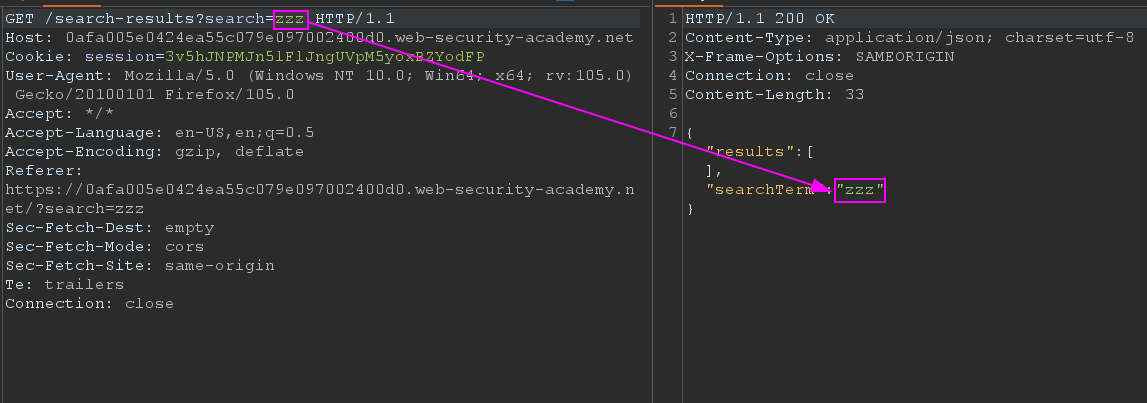 GET /search-results?search=zzz HTTP/1.1
Host: 0afa005e0424ea55c079e097002400d0.web-security-academy.net
Cookie: session=3v5hJNPMJn5lFlJngUVpM5yoxBZYodFP
User-Agent: Mozilla/5.0 (Windows NT 10.0; Win64; x64; rv:105.0)
Gecko/20100101 Firefox/105.0
Accept: */*
Accept-Language: en-US,en;q=0.5
Accept-Encoding: gzip, deflate
Referer:
https://0afa005e0424ea55c079e097002400d0.web-security-academy.n
et/?search=zzz
Sec-Fetch-Dest: empty
Sec-Fetch-Mode: cors
Sec-Fetch-Site: same-origin
Te: trailers
Connection: close
1 HTTP/1.1 200 OK
2 Content-Type: application/json; charset=utf-8
3 X-Frame-Options: SAMEORIGIN
4 Connection: close
5 Content-Length: 33
6
7 {
"results":[
],
"searchTerm":"zzz"
}